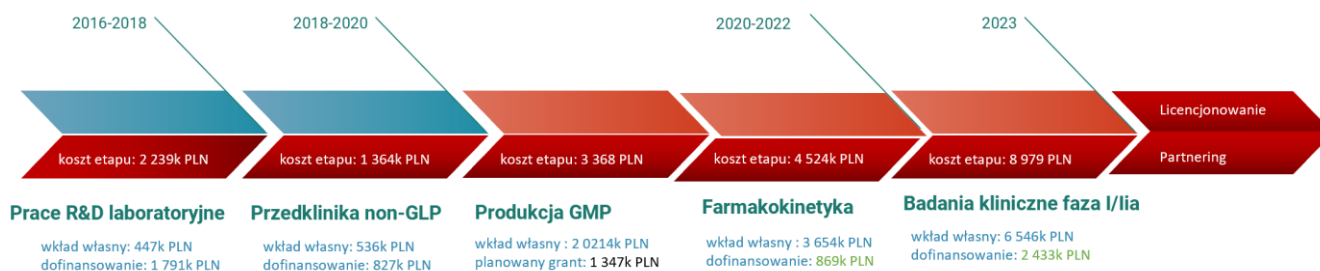 2016-2018
2018-2020
2020-2022
2023
Licencjonowanie
koszt etapu: 2 239k PLN
koszt etapu: 1 364k PLN
koszt etapu: 3 368 PLN
koszt etapu: 4 524k PLN
koszt etapu: 8 979 PLN
Partnering
Prace R&D laboratoryjne
wkład własny: 447k PLN
dofinansowanie: 1 791k PLN
Przedklinika non-GLP
wkład własny: 536k PLN
dofinansowanie: 827k PLN
Produkcja GMP
wkład własny : 2 0214k PLN
planowany grant: 1 347k PLN
Farmakokinetyka
wkład własny : 3 654k PLN
dofinansowanie: 869k PLN
Badania kliniczne faza I/Iia
wkład własny : 6 546k PLN
dofinansowanie: 2 433k PLN